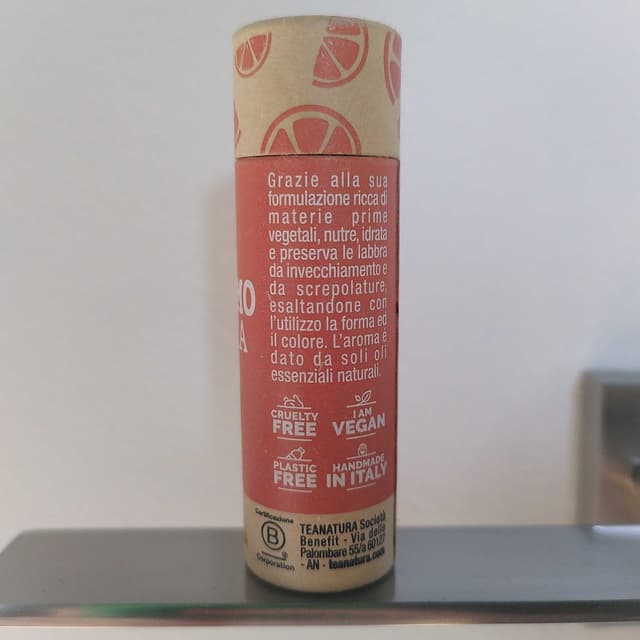 Grazie alla sua
formulazione ricca di
materie prime
vegetali, nutre, idrata
e preserva le labbra
da invecchiamento e
da screpolature,
esaltandone con
l'utilizzo la forma ed
il colore. L'aroma è
dato da soli oli
essenziali naturali.
CRUELTY
FREE
I AM
VEGAN
PLASTIC
FREE
HANDMADE
IN ITALY
Certificazione
B
®
Corporation
TEANATURA Società
Benefit - Via delle
Palombare 55/a 60127
- AN - teanatura.com